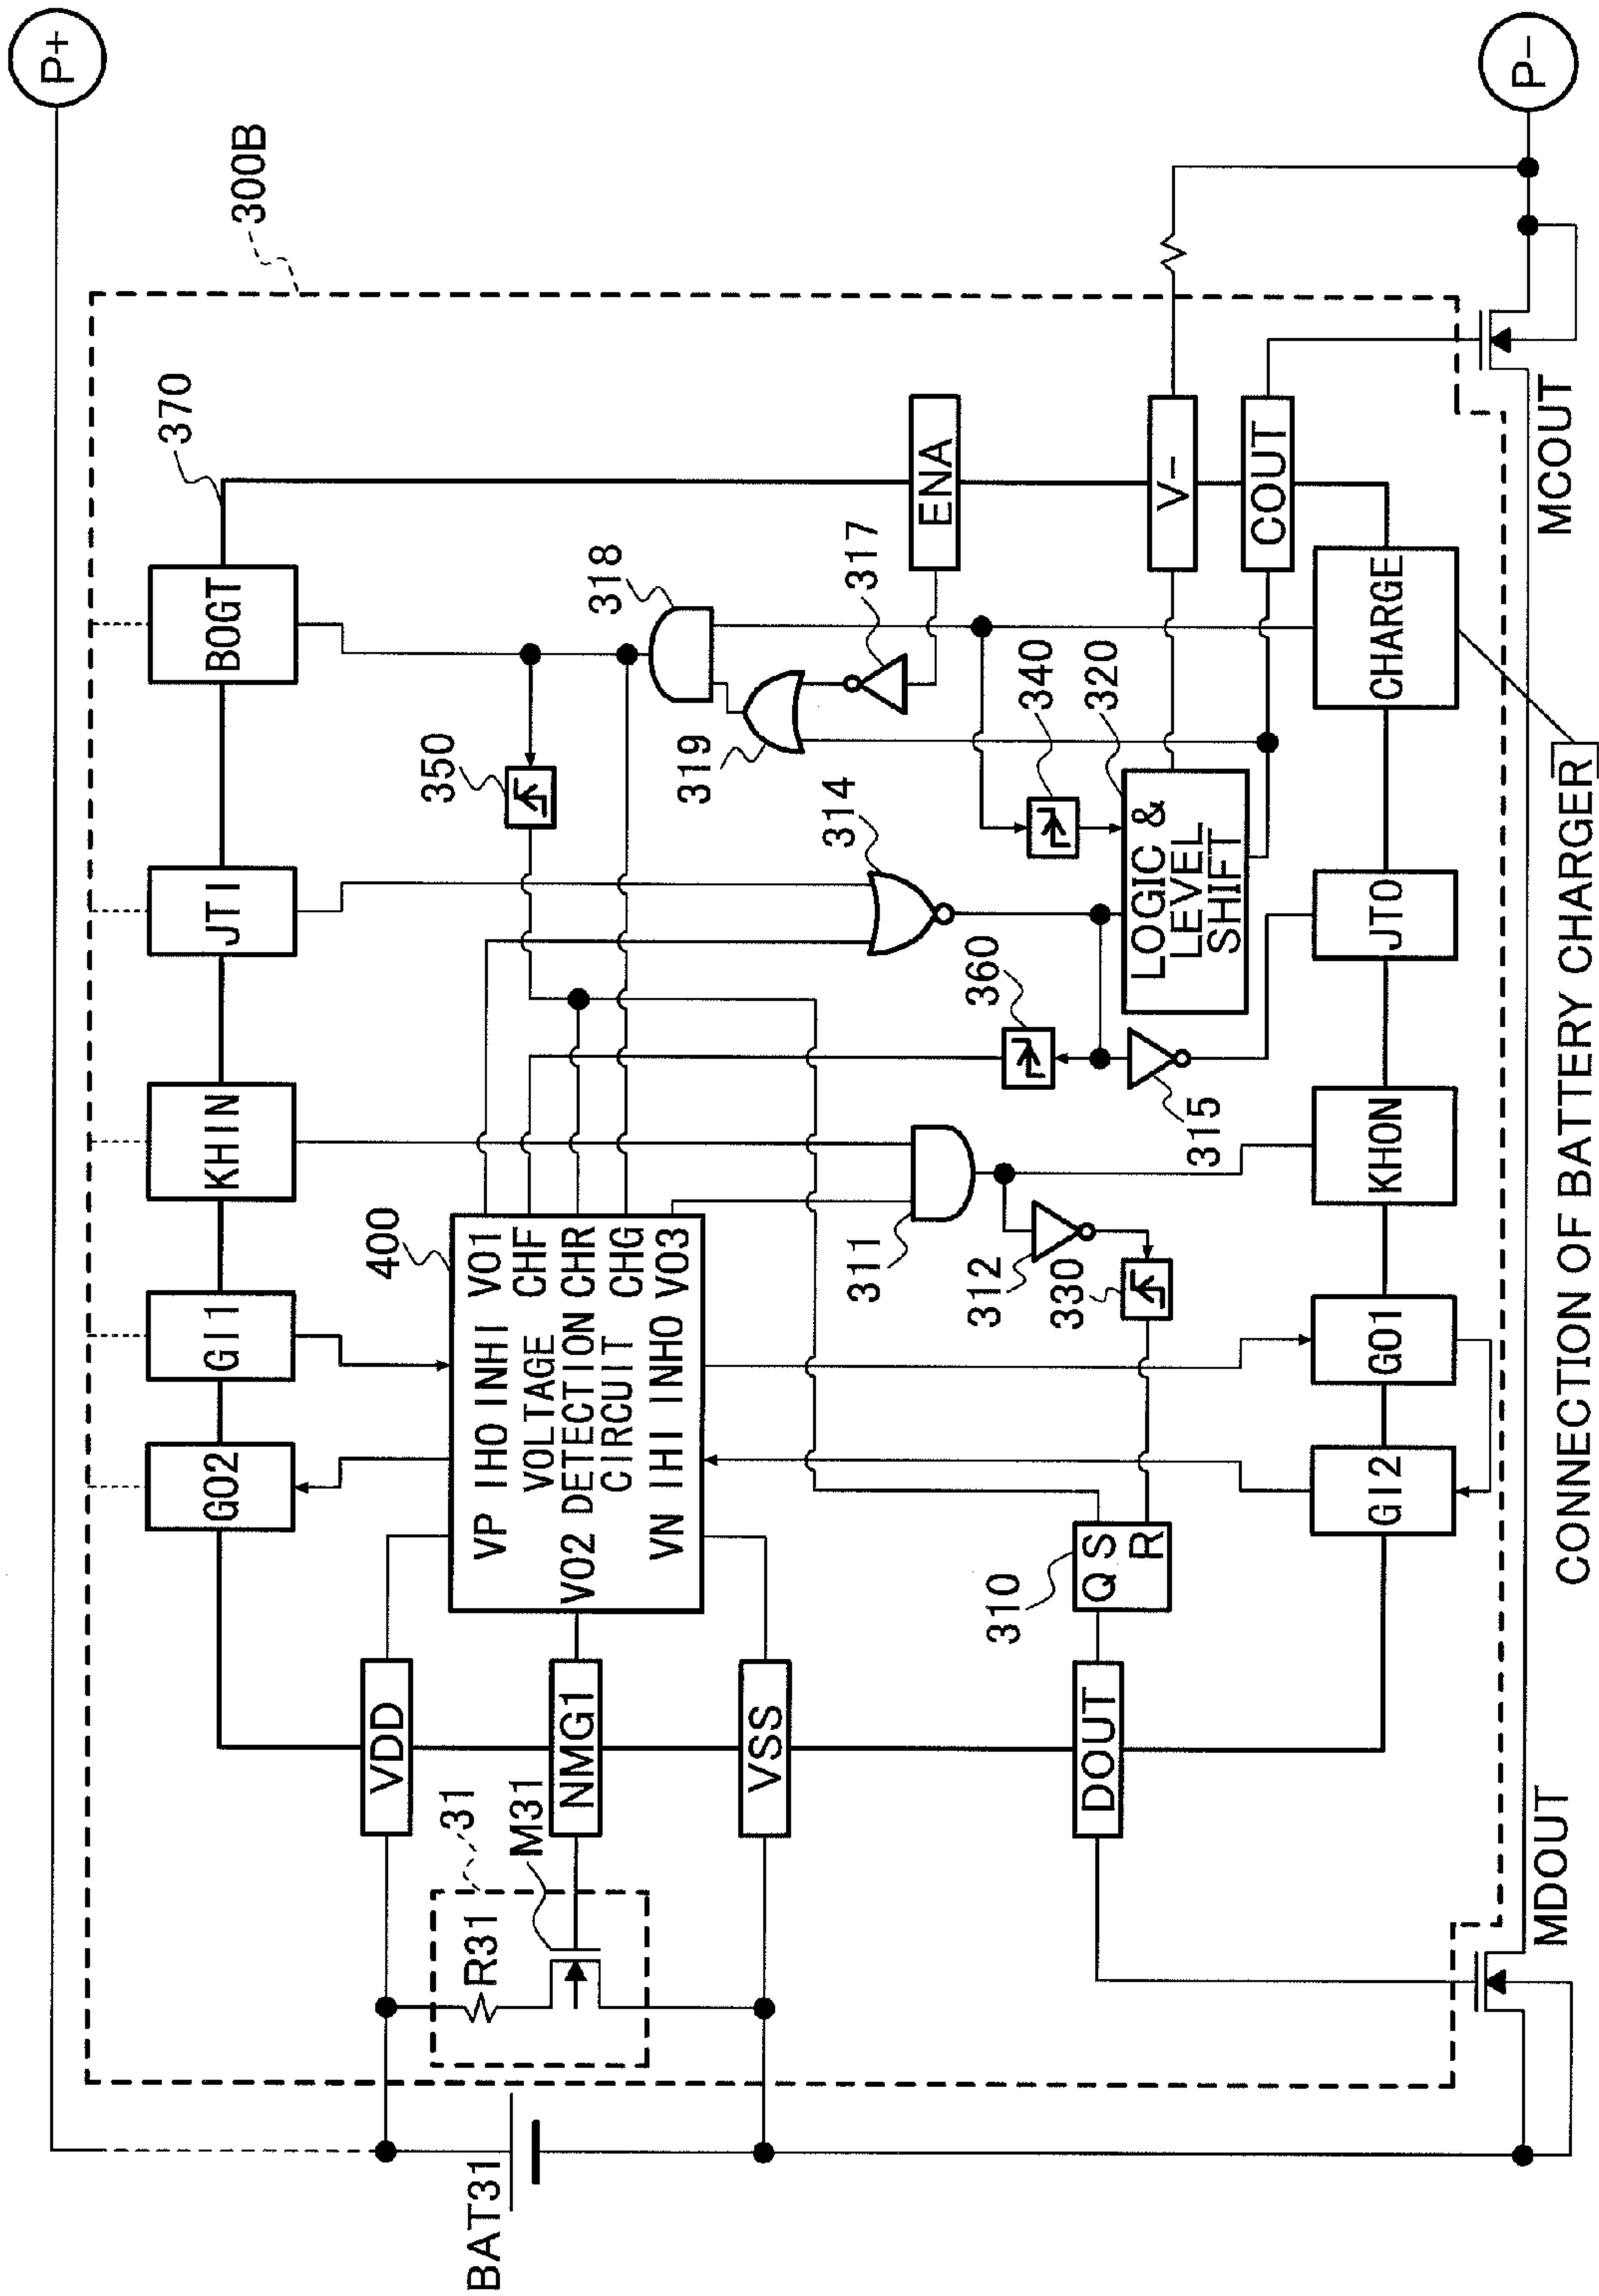 P+
300B
370
GO2
GI1
KHIN
JTI
BOGT
400
350
VP IHO INHI VO1
VOLTAGE CHF
VO2 DETECTION CHR
CIRCUIT CHG
VN IHI INHO VO3
318
VDD
NMG1
VSS
31
R31
M31
BAT31
314
319
317
ENA
311
312
330
360
340
320
310
Q S
R
315
LOGIC &
LEVEL
SHIFT
V-
COUT
DOUT
GI2
GO1
KHON
JTO
CHARGE
MDOUT
MCOUT
P-
CONNECTION OF BATTERY CHARGER